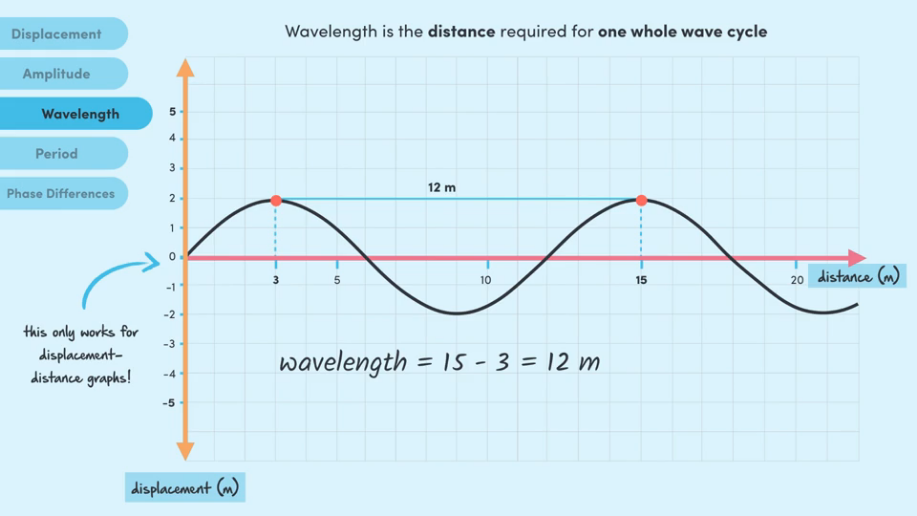 Displacement
Amplitude
Wavelength
Period
Phase Differences
Wavelength is the distance required for one whole wave cycle
5
4
3
2
1
0
-1
-2
-3
-4
-5
12 m
3
5
10
15
20
distance (m)
this only works for
displacement-
distance graphs!
wavelength = 15 - 3 = 12 m
displacement (m)